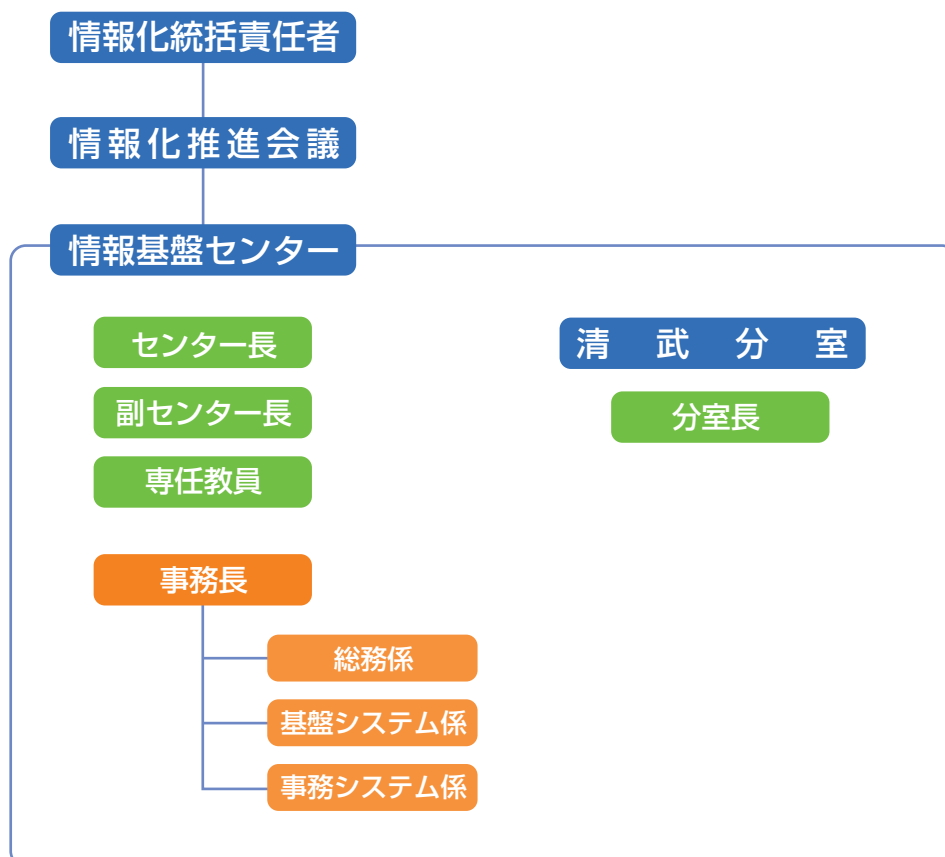 情報化統括責任者
情報化推進会議
情報基盤センター
センター長
副センター長
専任教員
事務長
総務係
基盤システム係
事務システム係
清武分室
分室長